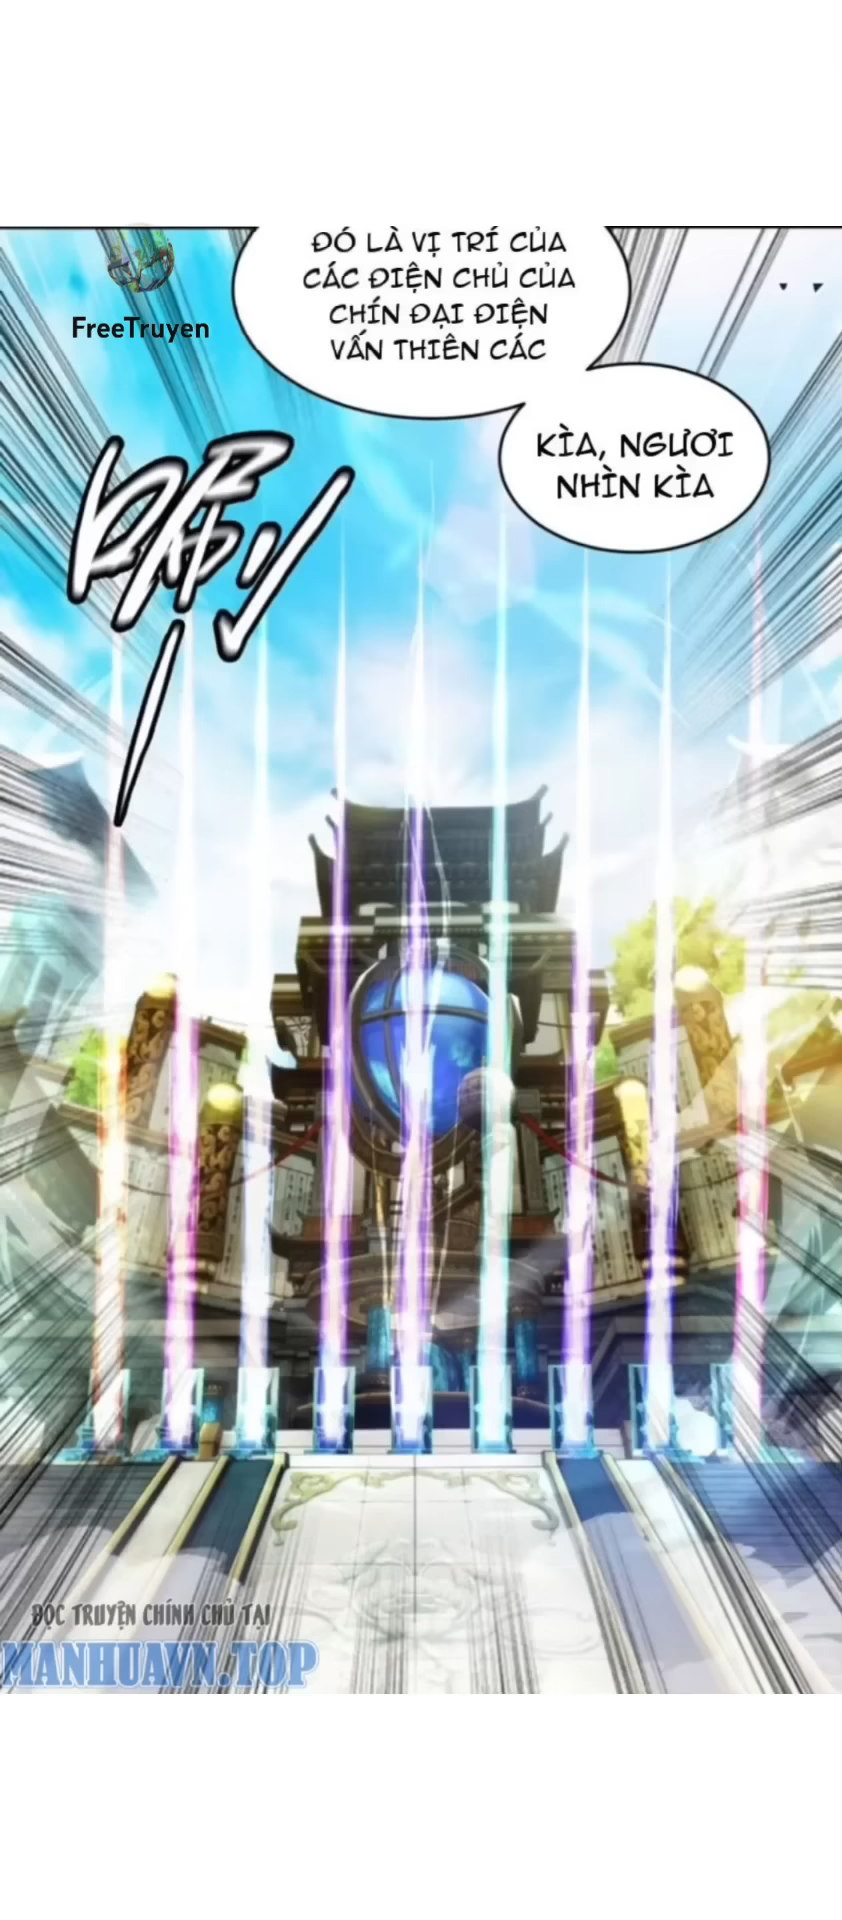 ĐÓ LÀ VỊ TRÍ CỦA
CÁC ĐIỆN CHỦ CỦA
CHÍN ĐẠI ĐIỆN
VẤN THIÊN CÁC
FreeTruyen
KÌA, NGƯƠI
NHÌN KÌA
ĐỌC TRUYỆN CHÍNH CHỦ TẠI
MANHUAVN.TOP